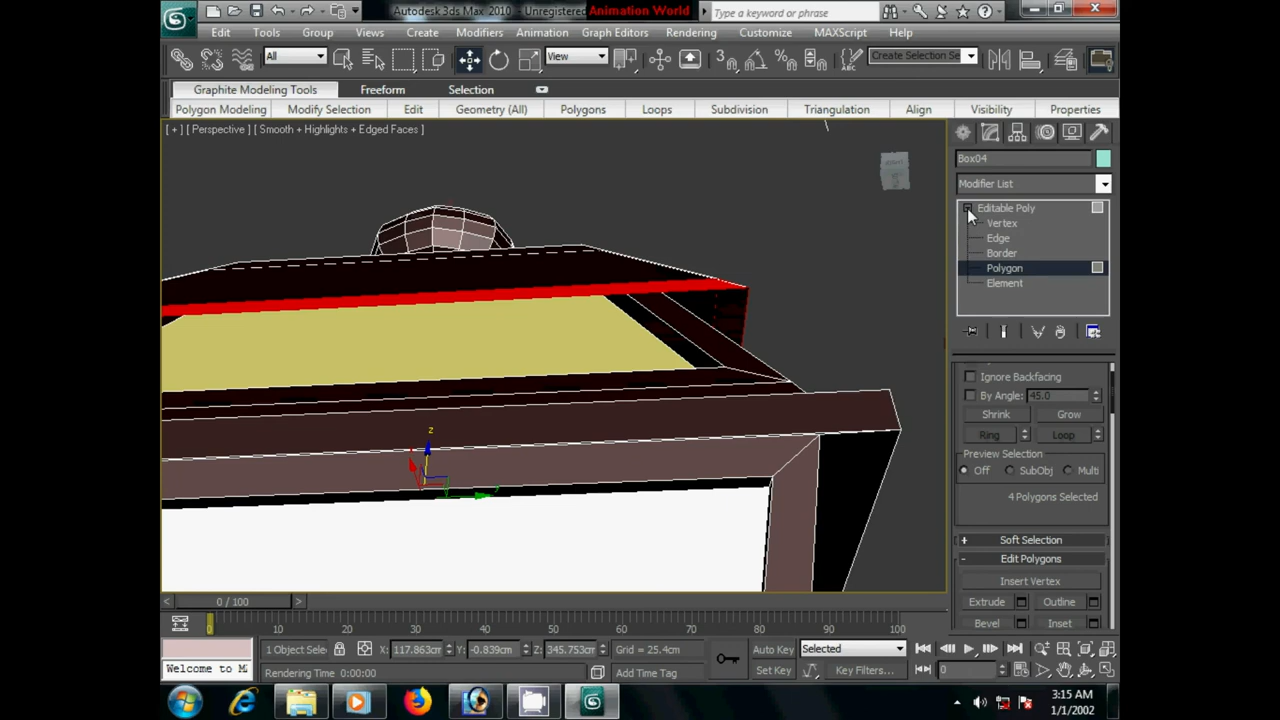 Autodesk 3ds Max 2010 - Unregistered
Animation World
Type a keyword or phrase
Edit Tools Group Views Create Modifiers Animation Graph Editors Rendering Customize MAXScript Help
All View Create Selection Se
Graphite Modeling Tools Freeform Selection
Polygon Modeling Modify Selection Edit Geometry (All) Polygons Loops Subdivision Triangulation Align Visibility Properties
[ + ] [ Perspective ] [ Smooth + Highlights + Edged Faces ]
Box04
Modifier List
Editable Poly
Vertex
Edge
Border
Polygon
Element
Ignore Backfacing
By Angle: 45.0
Shrink Grow
Ring Loop
Preview Selection
Off SubObj Multi
4 Polygons Selected
+ Soft Selection
- Edit Polygons
Insert Vertex
Extrude Outline
Bevel Inset
z
y
< 0 / 100 >
0 10 20 30 40 50 60 70 80 90 100
1 Object Sele X: 117.863cm Y: -0.839cm Z: 345.753cm Grid = 25.4cm Auto Key Selected
Welcome to M Rendering Time 0:00:00 Add Time Tag Set Key Key Filters... 0
3:15 AM
1/1/2002